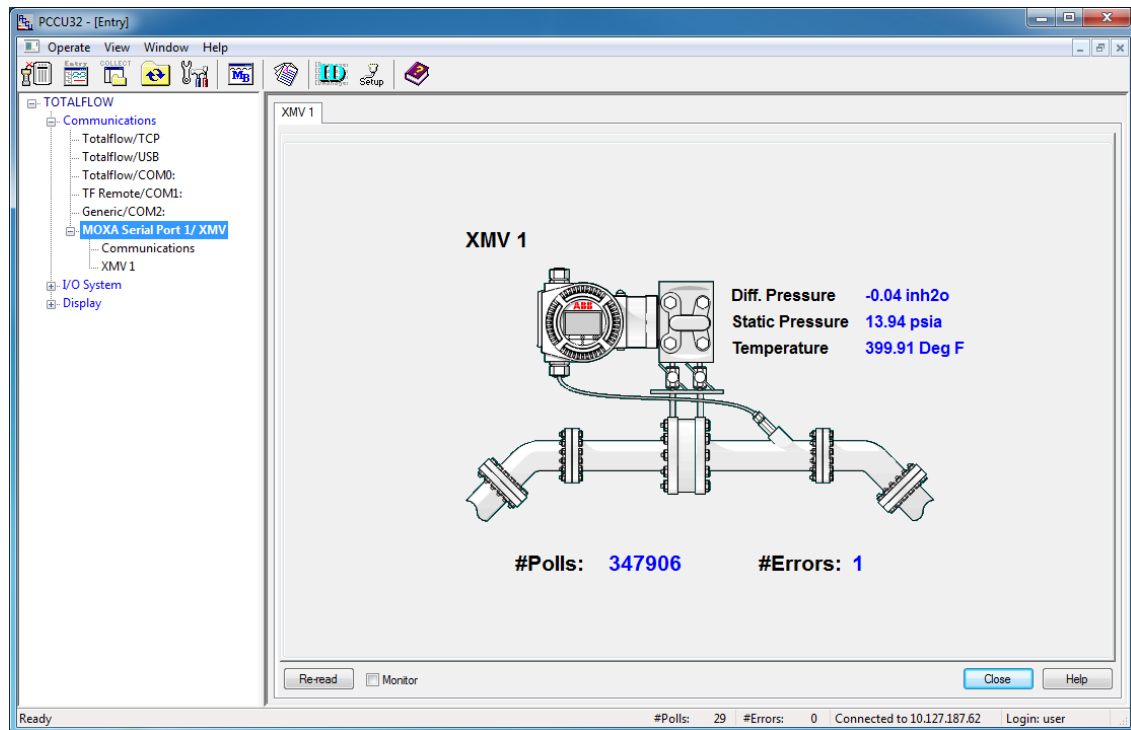 PCCU32 - [Entry]
Operate View Window Help
Entry COLLECT MB ID Manager Setup
TOTALFLOW
Communications
Totalflow/TCP
Totalflow/USB
Totalflow/COM0:
TF Remote/COM1:
Generic/COM2:
MOXA Serial Port 1/ XMV
Communications
XMV 1
I/O System
Display
XMV 1
XMV 1
ABB
Diff. Pressure -0.04 inh2o
Static Pressure 13.94 psia
Temperature 399.91 Deg F
#Polls: 347906 #Errors: 1
Re-read Monitor Close Help
Ready #Polls: 29 #Errors: 0 Connected to 10.127.187.62 Login: user